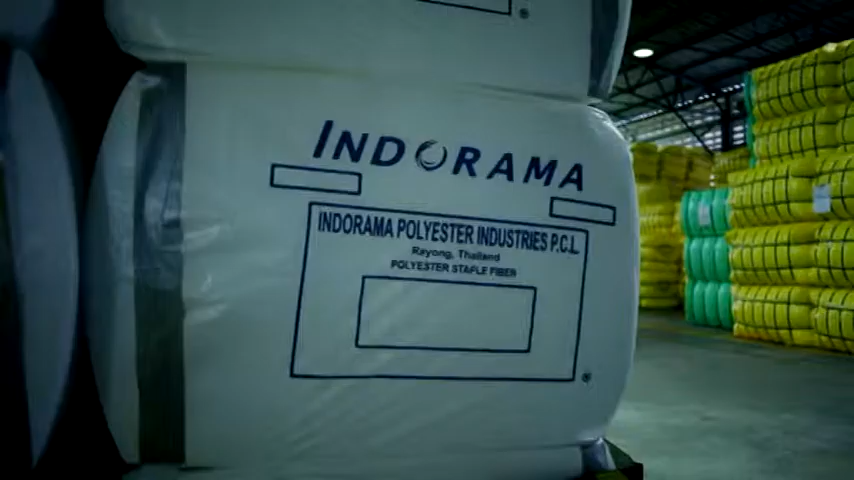 INDORAMA
INDORAMA POLYESTER INDUSTRIES P.C.L
Rayong, Thailand
POLYESTER STAPLE FIBER